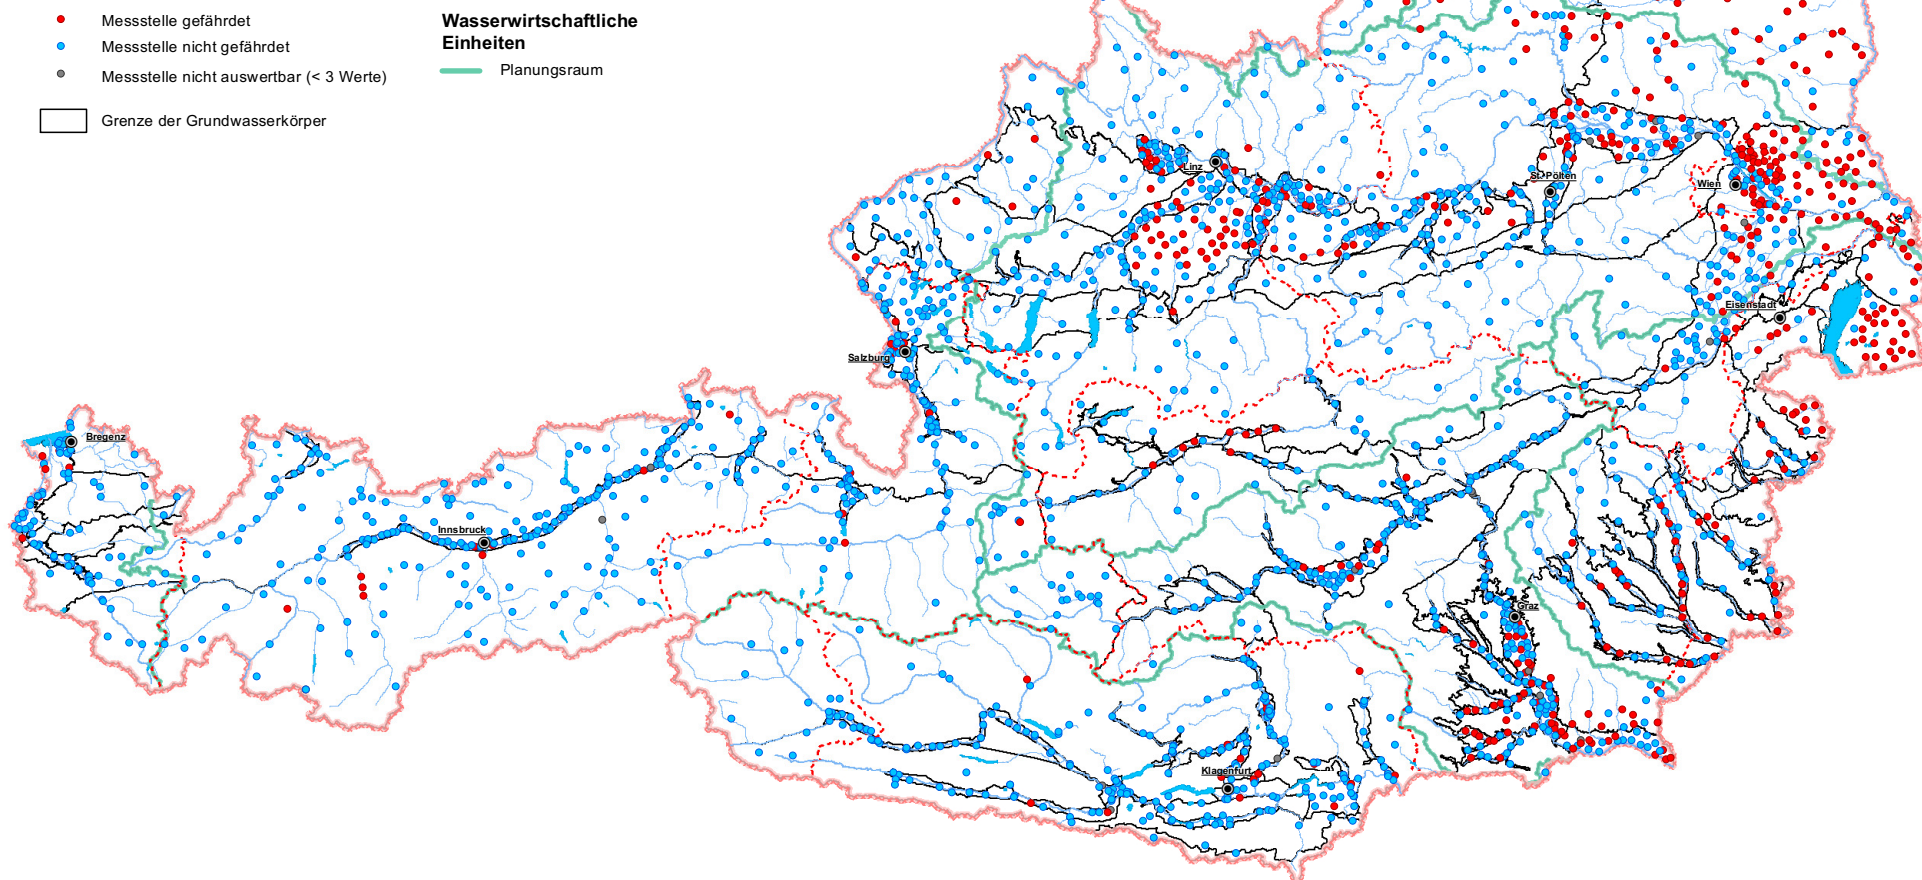 Messstelle gefährdet
Messstelle nicht gefährdet
Messstelle nicht auswertbar (< 3 Werte)
Grenze der Grundwasserkörper
Wasserwirtschaftliche
Einheiten
Planungsraum
Linz
St. Pölten
Wien
Eisenstadt
Salzburg
Bregenz
Innsbruck
Graz
Klagenfurt